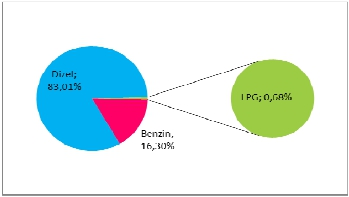 Dizel;
83,01%
Benzin,
16,30%
LPG; 0,68%